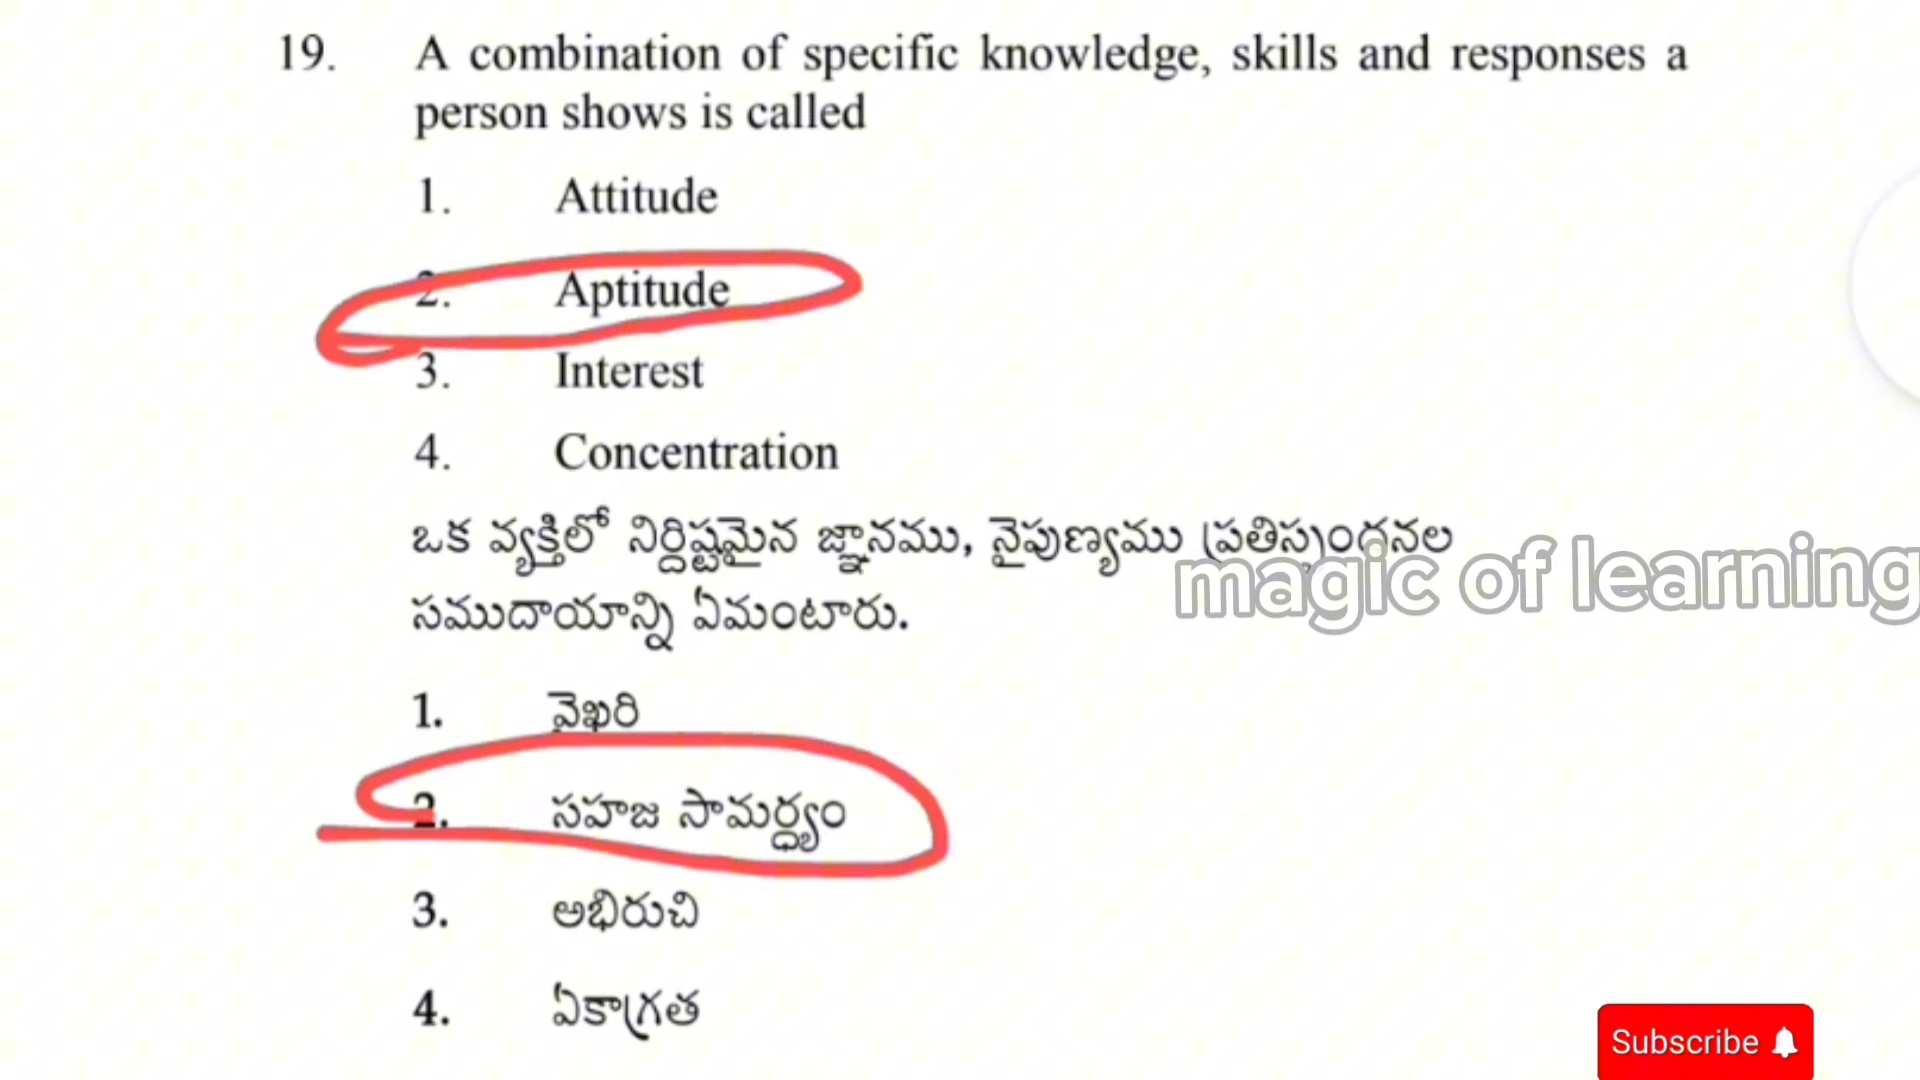 19. A combination of specific knowledge, skills and responses a
person shows is called
1. Attitude
2. Aptitude
3. Interest
4. Concentration
ఒక వ్యక్తిలో నిర్దిష్టమైన జ్ఞానము, నైపుణ్యము ప్రతిస్పందనల
సముదాయాన్ని ఏమంటారు.
magic of learning
1. వైఖరి
2. సహజ సామర్ధ్యం
3. అభిరుచి
4. ఏకాగ్రత
Subscribe